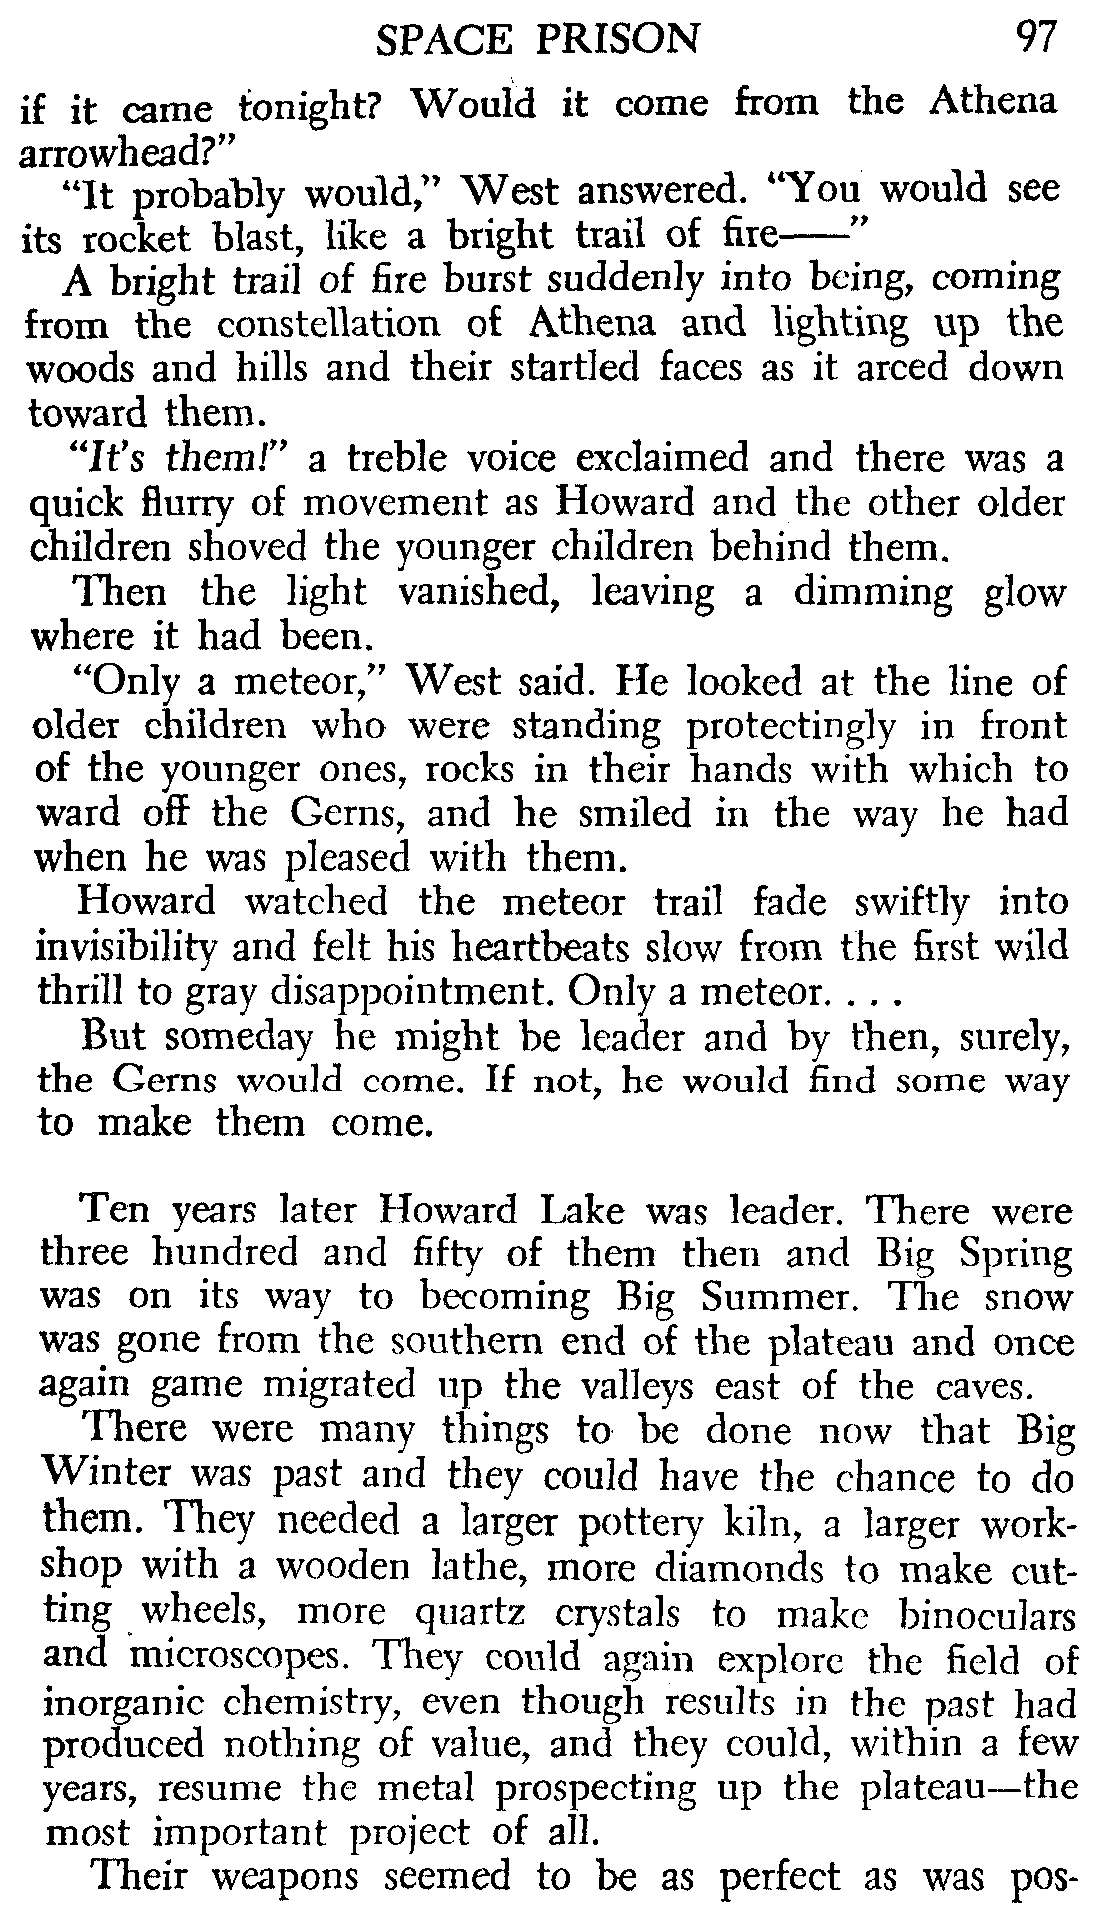 SPACE PRISON 97
if it came tonight? Would it come from the Athena
arrowhead?”
“It probably would,” West answered. “You would see
its rocket blast, like a bright trail of fire——”
A bright trail of fire burst suddenly into being, coming
from the constellation of Athena and lighting up the
woods and hills and their startled faces as it arced down
toward them.
“It’s them!” a treble voice exclaimed and there was a
quick flurry of movement as Howard and the other older
children shoved the younger children behind them.
Then the light vanished, leaving a dimming glow
where it had been.
“Only a meteor,” West said. He looked at the line of
older children who were standing protectingly in front
of the younger ones, rocks in their hands with which to
ward off the Gerns, and he smiled in the way he had
when he was pleased with them.
Howard watched the meteor trail fade swiftly into
invisibility and felt his heartbeats slow from the first wild
thrill to gray disappointment. Only a meteor. . . .
But someday he might be leader and by then, surely,
the Gerns would come. If not, he would find some way
to make them come.
Ten years later Howard Lake was leader. There were
three hundred and fifty of them then and Big Spring
was on its way to becoming Big Summer. The snow
was gone from the southern end of the plateau and once
again game migrated up the valleys east of the caves.
There were many things to be done now that Big
Winter was past and they could have the chance to do
them. They needed a larger pottery kiln, a larger work-
shop with a wooden lathe, more diamonds to make cut-
ting wheels, more quartz crystals to make binoculars
and microscopes. They could again explore the field of
inorganic chemistry, even though results in the past had
produced nothing of value, and they could, within a few
years, resume the metal prospecting up the plateau—the
most important project of all.
Their weapons seemed to be as perfect as was pos-